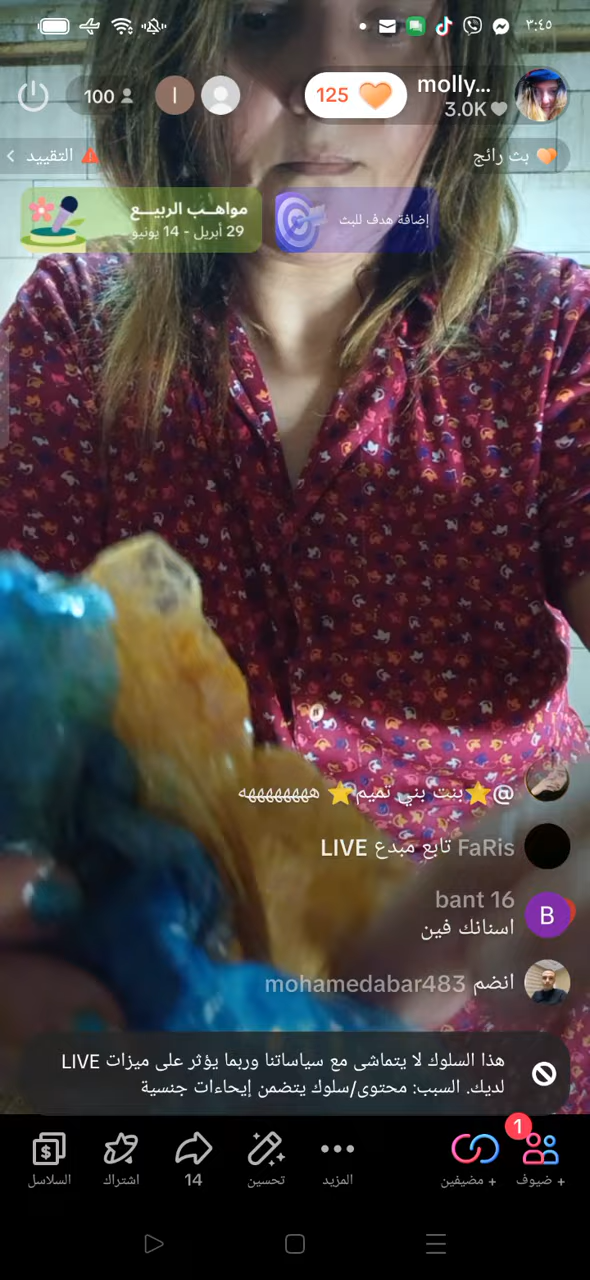 ٣:٤٥
molly...
3.0K
125
100
I
بث رائج
التقييد
إضافة هدف للبث
مواهب الربيع
29 أبريل - 14 يونيو
@⭐بنت بني تميم⭐ ههههههههه
FaRis تابع مبدع LIVE
bant 16
B
اسنانك فين
mohamedabar483 انضم
هذا السلوك لا يتماشى مع سياساتنا وربما يؤثر على ميزات LIVE
لديك. السبب: محتوى/سلوك يتضمن إيحاءات جنسية
1
+ ضيوف
+ مضيفين
المزيد
تحسين
14
اشتراك
السلاسل